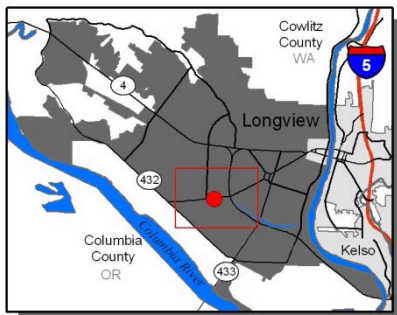 Cowlitz
County
WA
5
4
Longview
432
Columbia River
Columbia
County
OR
433
Kelso